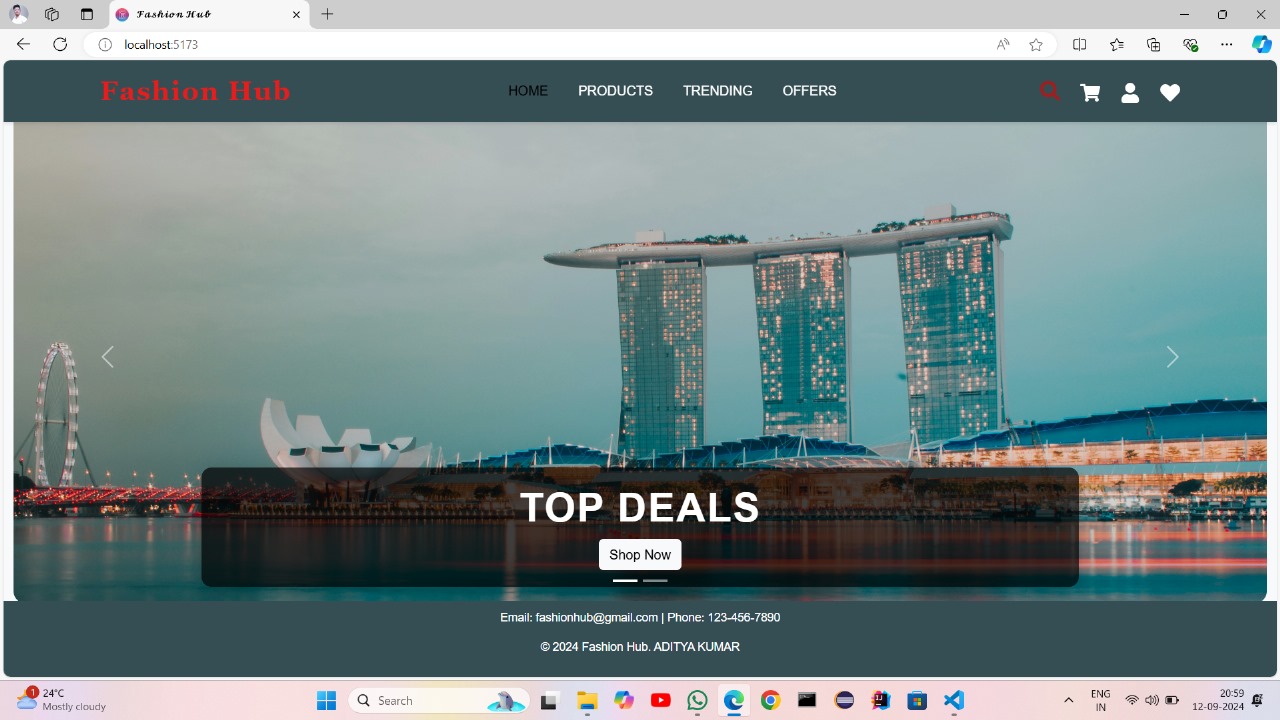 Fashion Hub
localhost:5173
Fashion Hub
HOME PRODUCTS TRENDING OFFERS
TOP DEALS
Shop Now
Email: fashionhub@gmail.com | Phone: 123-456-7890
© 2024 Fashion Hub. ADITYA KUMAR
1
24°C
Mostly cloudy
Search
ENG
IN
20:59
12-09-2024